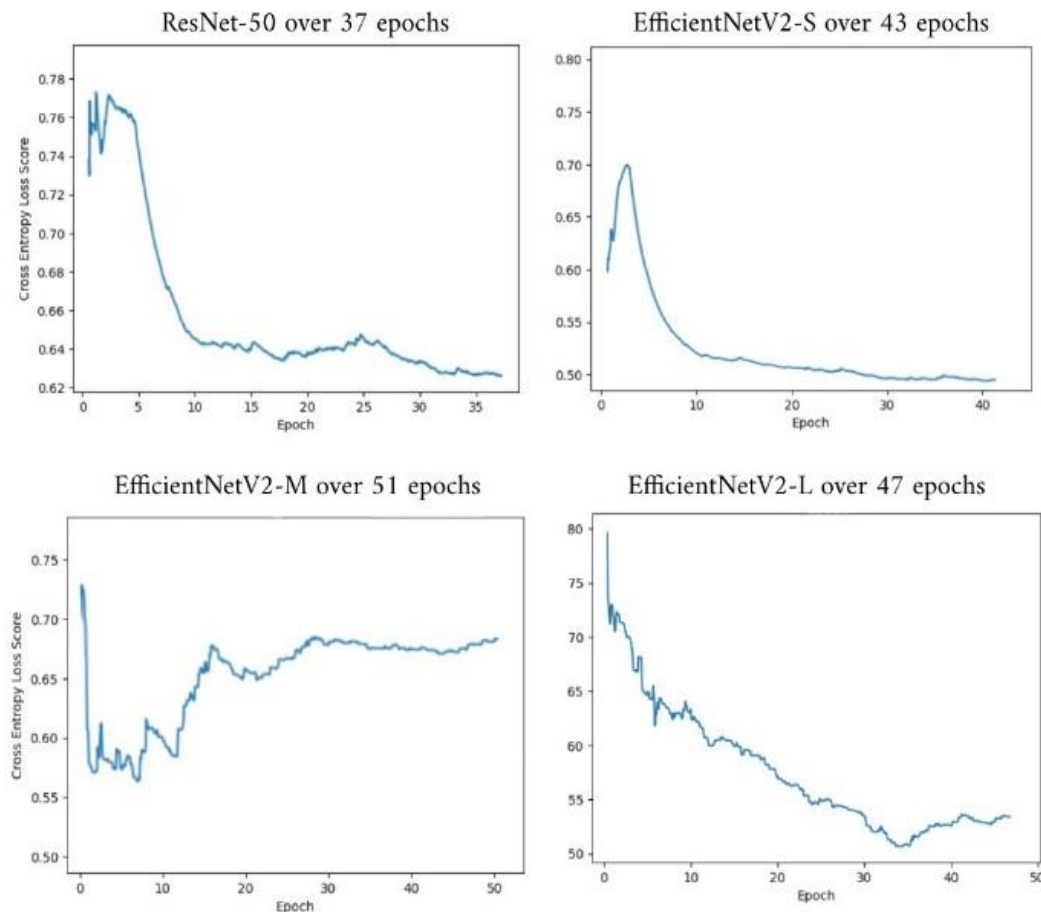 ResNet-50 over 37 epochs
0.78
0.76
0.74
0.72
0.70
0.68
0.66
0.64
0.62
Cross Entropy Loss Score
0 5 10 15 20 25 30 35
Epoch
EfficientNetV2-S over 43 epochs
0.80
0.75
0.70
0.65
0.60
0.55
0.50
0 10 20 30 40
Epoch
EfficientNetV2-M over 51 epochs
0.75
0.70
0.65
0.60
0.55
0.50
Cross Entropy Loss Score
0 10 20 30 40 50
Epoch
EfficientNetV2-L over 47 epochs
80
75
70
65
60
55
50
0 10 20 30 40 50
Epoch